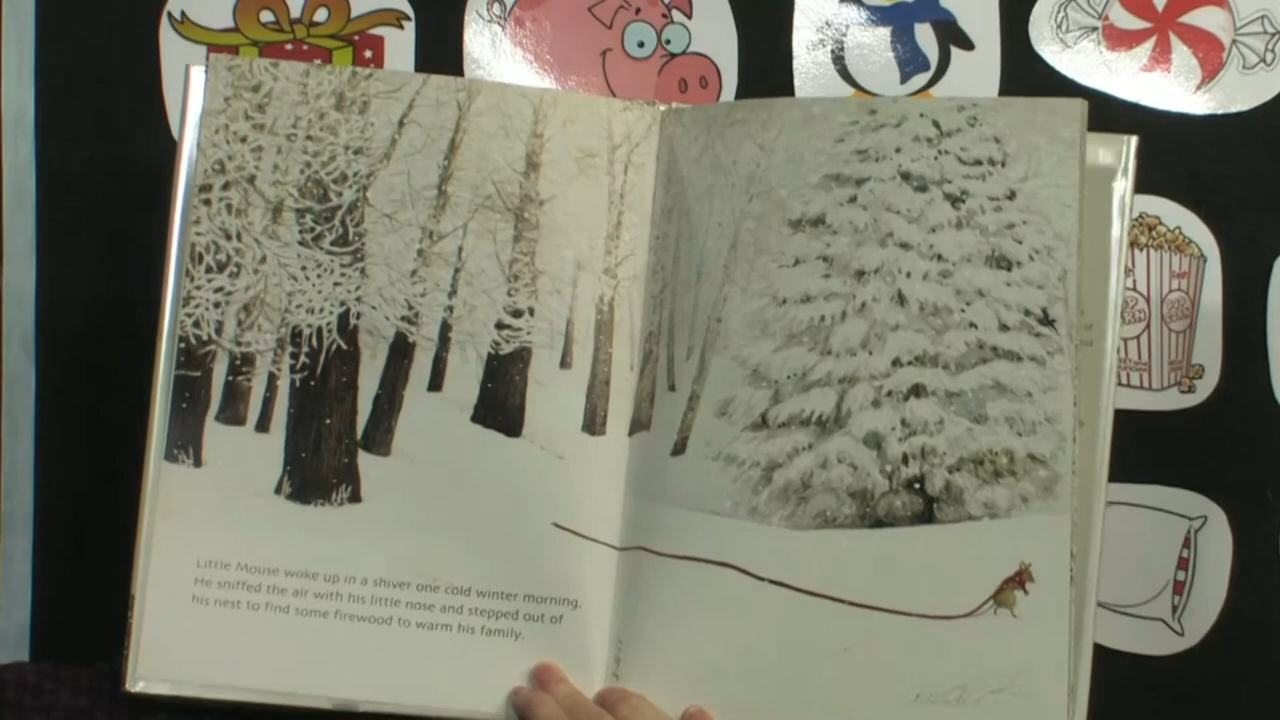 Little Mouse woke up in a shiver one cold winter morning.
He sniffed the air with his little nose and stepped out of
his nest to find some firewood to warm his family.